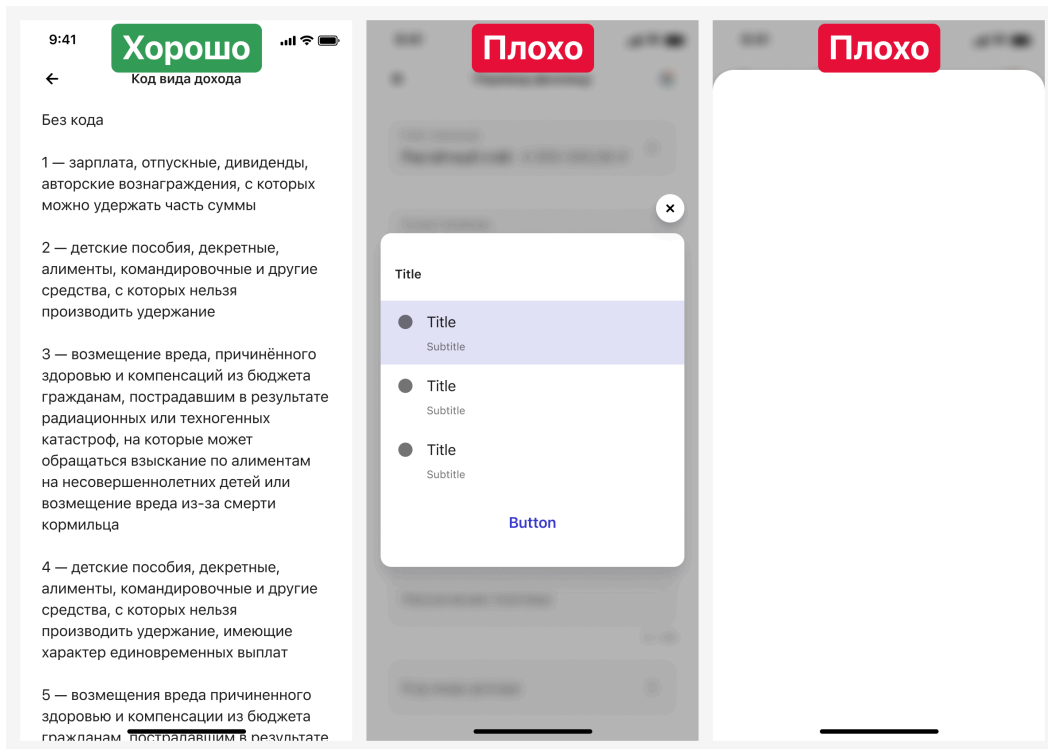 9:41
Хорошо
Код вида дохода
Без кода
1 — зарплата, отпускные, дивиденды,
авторские вознаграждения, с которых
можно удержать часть суммы
2 — детские пособия, декретные,
алименты, командировочные и другие
средства, с которых нельзя
производить удержание
3 — возмещение вреда, причинённого
здоровью и компенсаций из бюджета
гражданам, пострадавшим в результате
радиационных или техногенных
катастроф, на которые может
обращаться взыскание по алиментам
на несовершеннолетних детей или
возмещение вреда из-за смерти
кормильца
4 — детские пособия, декретные,
алименты, командировочные и другие
средства, с которых нельзя
производить удержание, имеющие
характер единовременных выплат
5 — возмещения вреда причиненного
здоровью и компенсации из бюджета
гражданам, пострадавшим в результате
Плохо
Title
Title
Subtitle
Title
Subtitle
Title
Subtitle
Button
Плохо